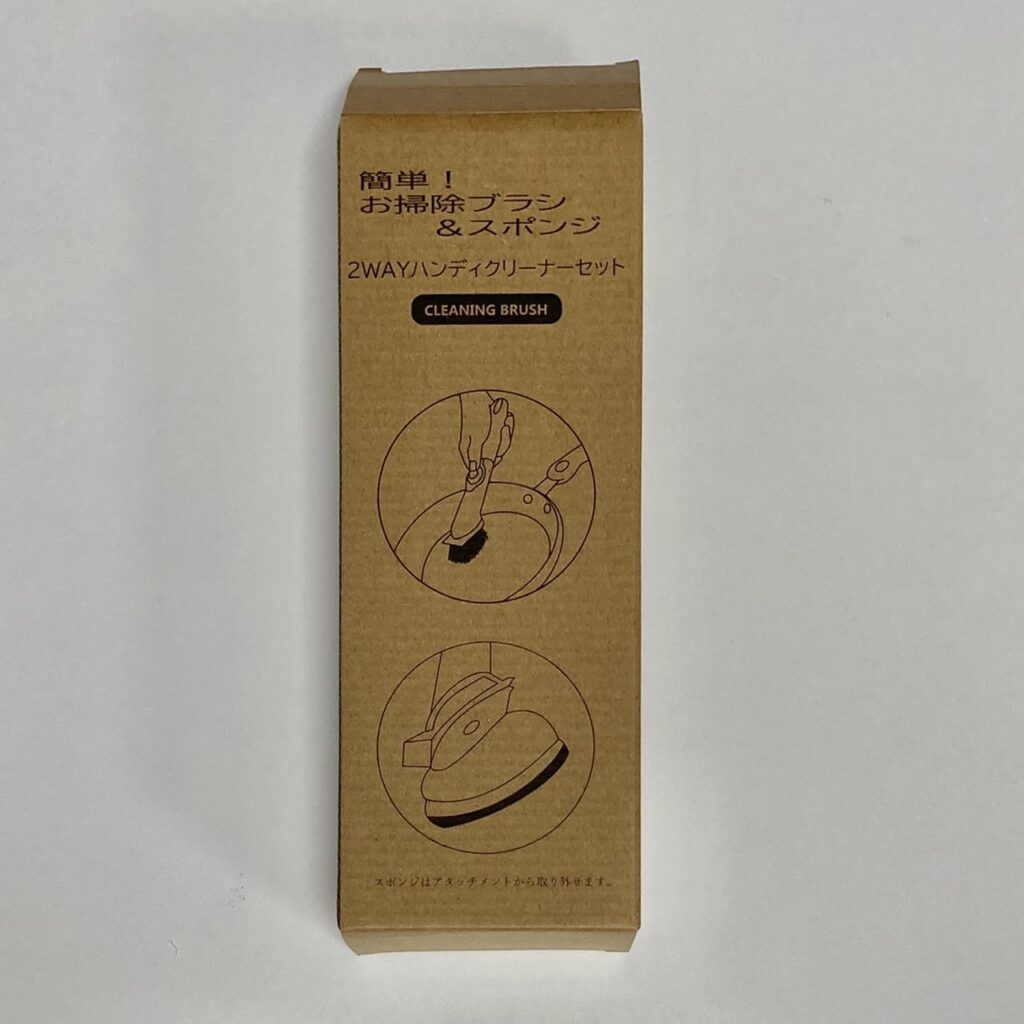 簡単！
お掃除ブラシ
＆スポンジ
2WAYハンディクリーナーセット
CLEANING BRUSH
スポンジはアタッチメントから取り外せます。